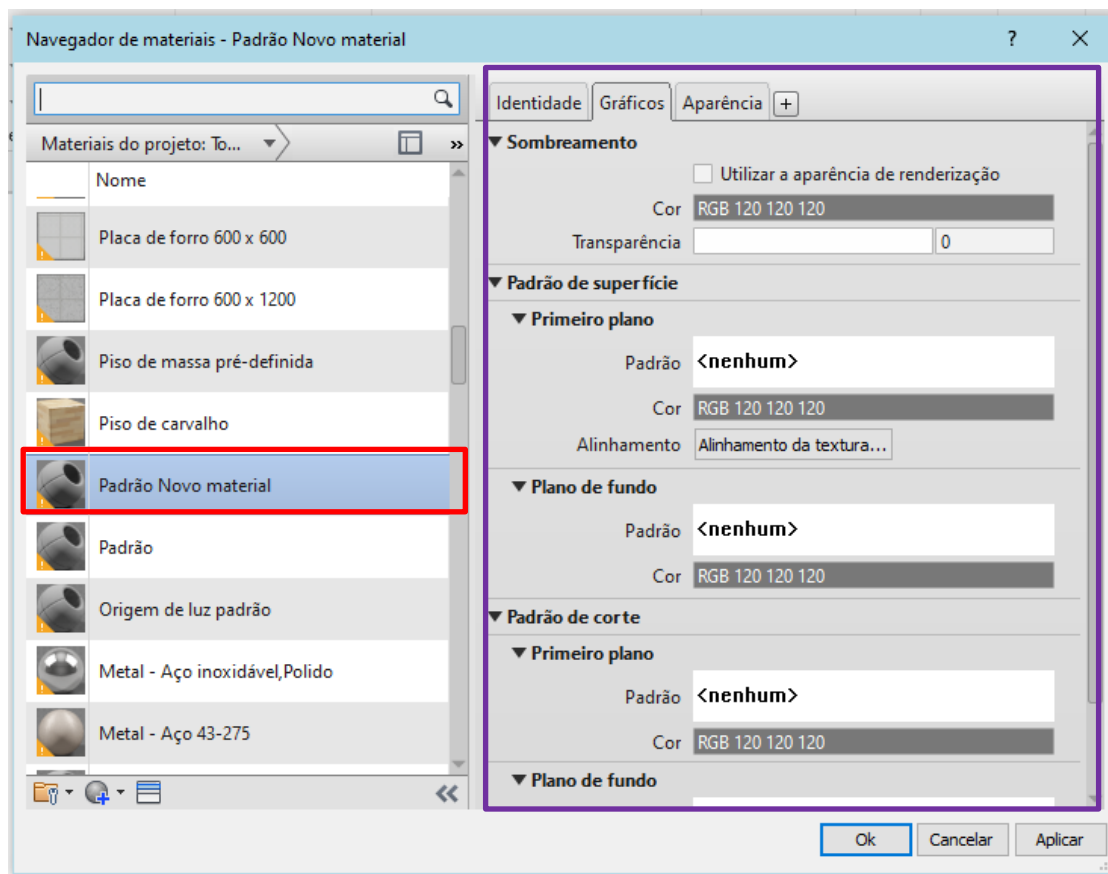 Navegador de materiais - Padrão Novo material ? ×
Materiais do projeto: To... »
Nome
Placa de forro 600 x 600
Placa de forro 600 x 1200
Piso de massa pré-definida
Piso de carvalho
Padrão Novo material
Padrão
Origem de luz padrão
Metal - Aço inoxidável,Polido
Metal - Aço 43-275
Identidade Gráficos Aparência +
Sombreamento
Utilizar a aparência de renderização
Cor RGB 120 120 120
Transparência 0
Padrão de superfície
Primeiro plano
Padrão <nenhum>
Cor RGB 120 120 120
Alinhamento Alinhamento da textura...
Plano de fundo
Padrão <nenhum>
Cor RGB 120 120 120
Padrão de corte
Primeiro plano
Padrão <nenhum>
Cor RGB 120 120 120
Plano de fundo
Ok Cancelar Aplicar